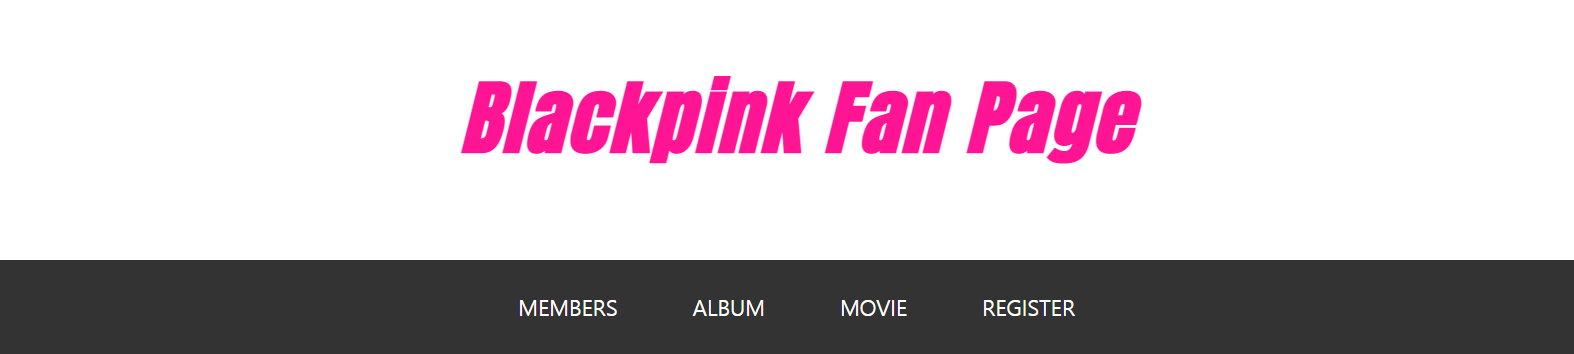 Blackpink Fan Page
MEMBERS ALBUM MOVIE REGISTER